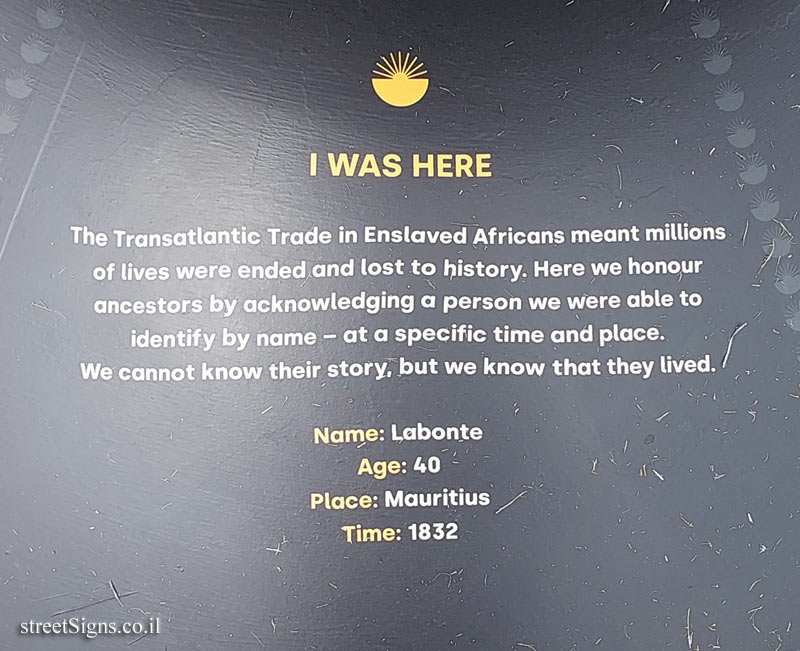 I WAS HERE
The Transatlantic Trade in Enslaved Africans meant millions
of lives were ended and lost to history. Here we honour
ancestors by acknowledging a person we were able to
identify by name – at a specific time and place.
We cannot know their story, but we know that they lived.
Name: Labonte
Age: 40
Place: Mauritius
Time: 1832
streetSigns.co.il